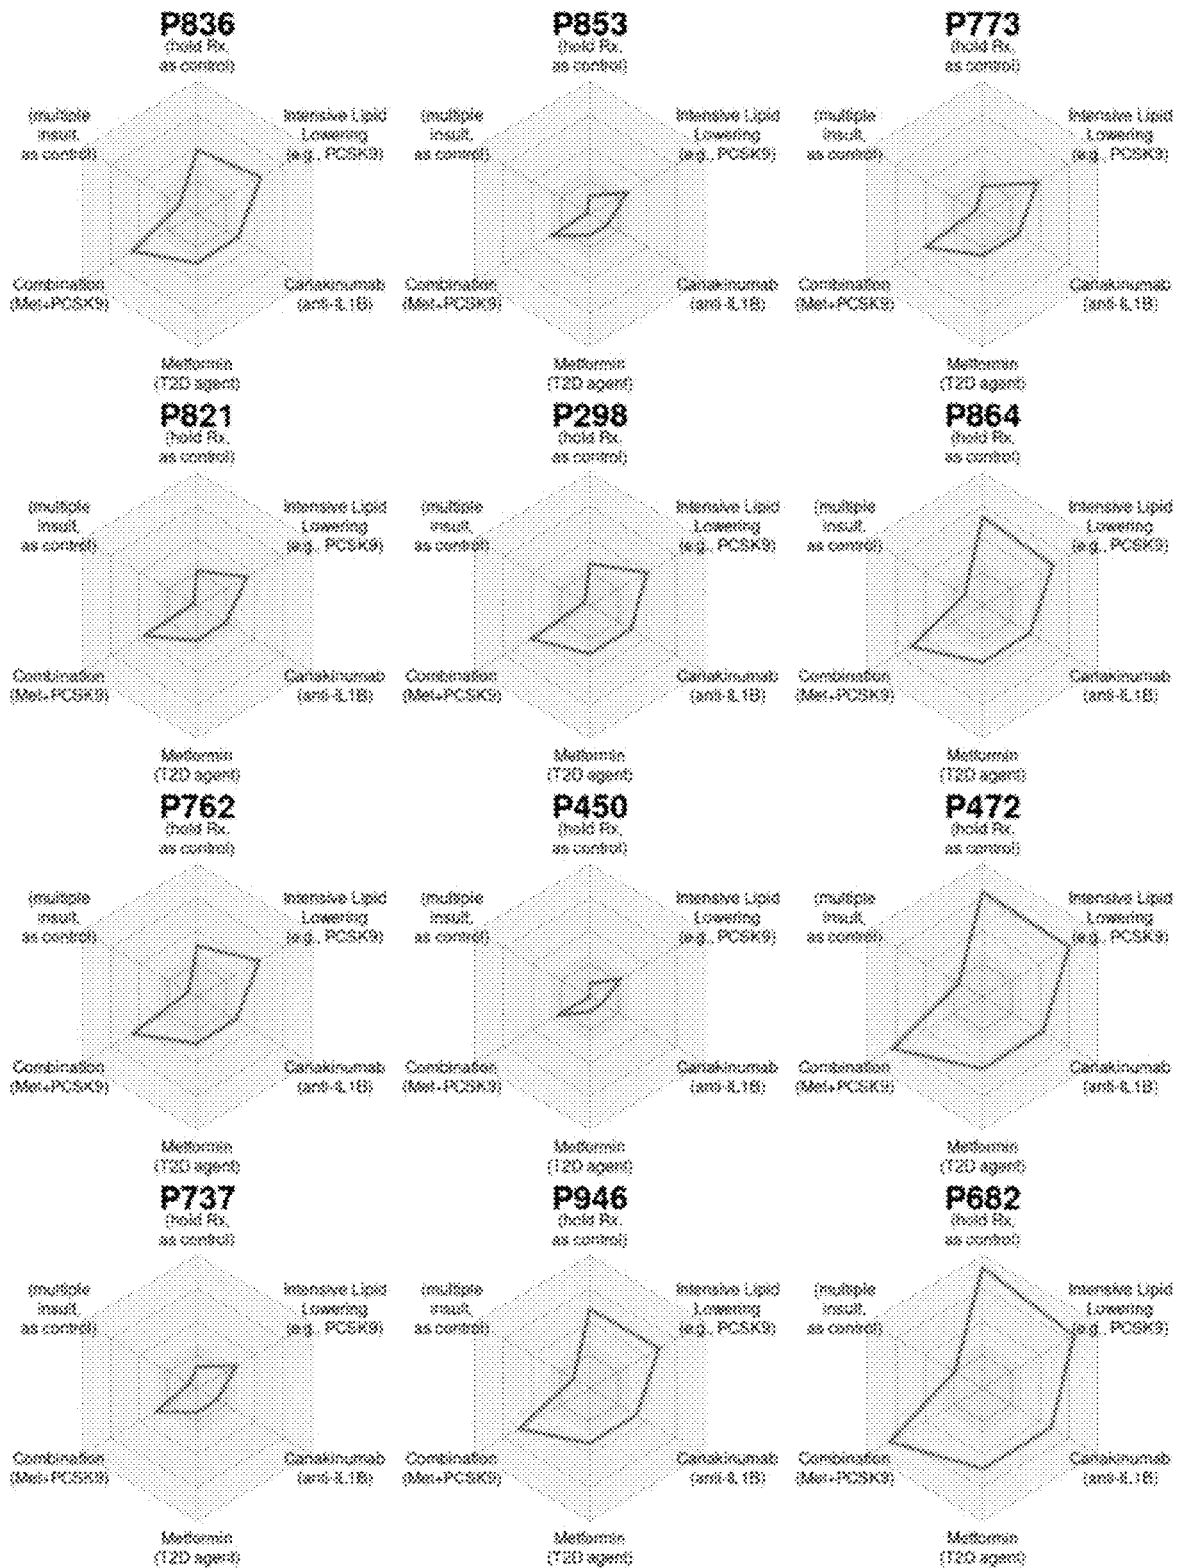 P836
(hold Rx,
as control)
(multiple
insult,
as control)
Intensive Lipid
Lowering
(e.g., PCSK9)
Combination
(Met+PCSK9)
Canakinumab
(anti-IL1B)
Metformin
(T2D agent)
P853
(hold Rx,
as control)
(multiple
insult,
as control)
Intensive Lipid
Lowering
(e.g., PCSK9)
Combination
(Met+PCSK9)
Canakinumab
(anti-IL1B)
Metformin
(T2D agent)
P773
(hold Rx,
as control)
(multiple
insult,
as control)
Intensive Lipid
Lowering
(e.g., PCSK9)
Combination
(Met+PCSK9)
Canakinumab
(anti-IL1B)
Metformin
(T2D agent)
P821
(hold Rx,
as control)
(multiple
insult,
as control)
Intensive Lipid
Lowering
(e.g., PCSK9)
Combination
(Met+PCSK9)
Canakinumab
(anti-IL1B)
Metformin
(T2D agent)
P298
(hold Rx,
as control)
(multiple
insult,
as control)
Intensive Lipid
Lowering
(e.g., PCSK9)
Combination
(Met+PCSK9)
Canakinumab
(anti-IL1B)
Metformin
(T2D agent)
P864
(hold Rx,
as control)
(multiple
insult,
as control)
Intensive Lipid
Lowering
(e.g., PCSK9)
Combination
(Met+PCSK9)
Canakinumab
(anti-IL1B)
Metformin
(T2D agent)
P762
(hold Rx,
as control)
(multiple
insult,
as control)
Intensive Lipid
Lowering
(e.g., PCSK9)
Combination
(Met+PCSK9)
Canakinumab
(anti-IL1B)
Metformin
(T2D agent)
P450
(hold Rx,
as control)
(multiple
insult,
as control)
Intensive Lipid
Lowering
(e.g., PCSK9)
Combination
(Met+PCSK9)
Canakinumab
(anti-IL1B)
Metformin
(T2D agent)
P472
(hold Rx,
as control)
(multiple
insult,
as control)
Intensive Lipid
Lowering
(e.g., PCSK9)
Combination
(Met+PCSK9)
Canakinumab
(anti-IL1B)
Metformin
(T2D agent)
P737
(hold Rx,
as control)
(multiple
insult,
as control)
Intensive Lipid
Lowering
(e.g., PCSK9)
Combination
(Met+PCSK9)
Canakinumab
(anti-IL1B)
Metformin
(T2D agent)
P946
(hold Rx,
as control)
(multiple
insult,
as control)
Intensive Lipid
Lowering
(e.g., PCSK9)
Combination
(Met+PCSK9)
Canakinumab
(anti-IL1B)
Metformin
(T2D agent)
P682
(hold Rx,
as control)
(multiple
insult,
as control)
Intensive Lipid
Lowering
(e.g., PCSK9)
Combination
(Met+PCSK9)
Canakinumab
(anti-IL1B)
Metformin
(T2D agent)